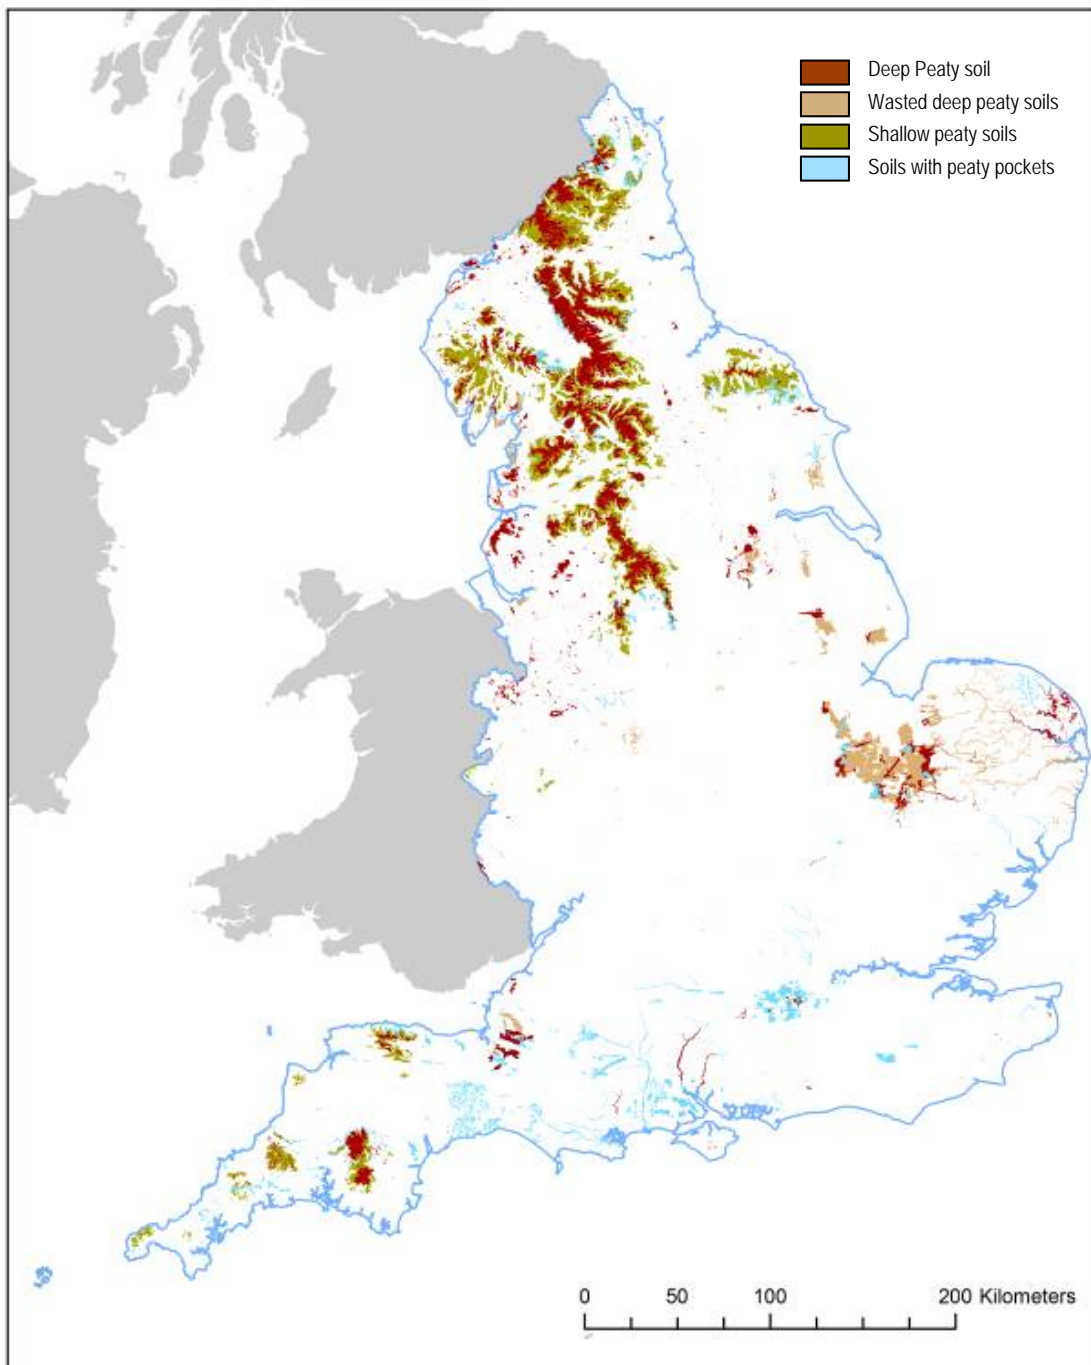 Deep Peaty soil
Wasted deep peaty soils
Shallow peaty soils
Soils with peaty pockets
0 50 100 200 Kilometers